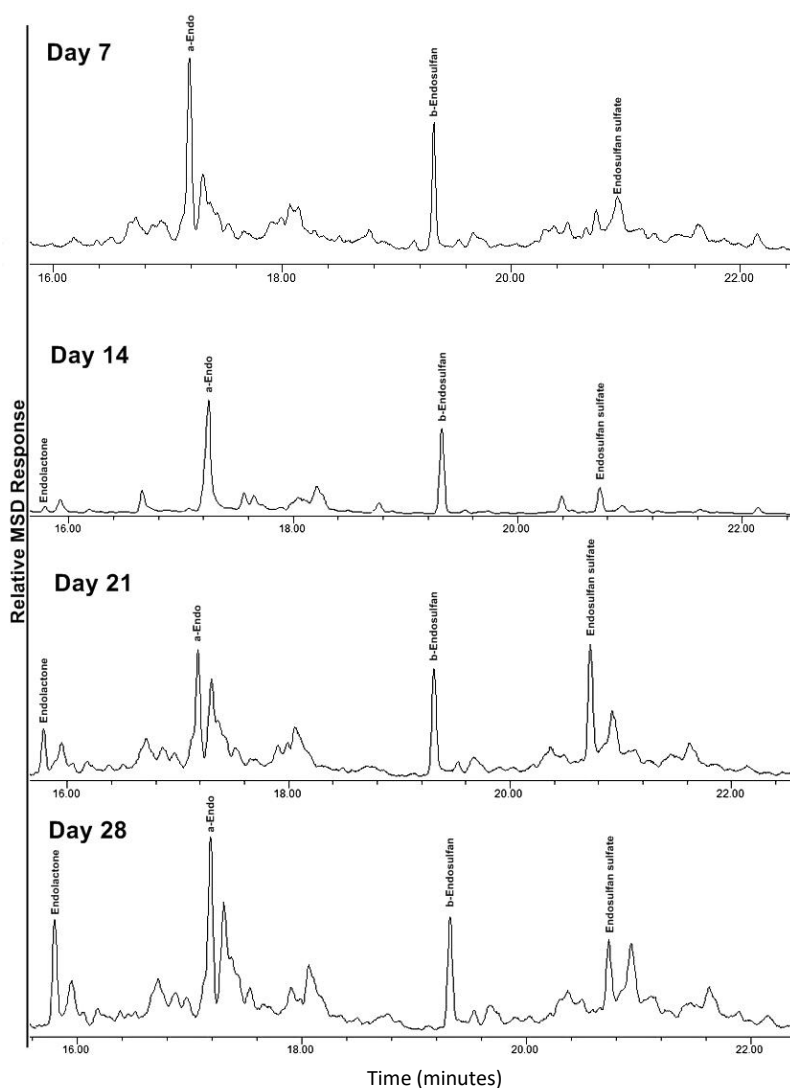 Relative MSD Response
Day 7
a-Endo
b-Endosulfan
Endosulfan sulfate
16.00 18.00 20.00 22.00
Day 14
Endolactone
a-Endo
b-Endosulfan
Endosulfan sulfate
16.00 18.00 20.00 22.00
Day 21
Endolactone
a-Endo
b-Endosulfan
Endosulfan sulfate
16.00 18.00 20.00 22.00
Day 28
Endolactone
a-Endo
b-Endosulfan
Endosulfan sulfate
16.00 18.00 20.00 22.00
Time (minutes)